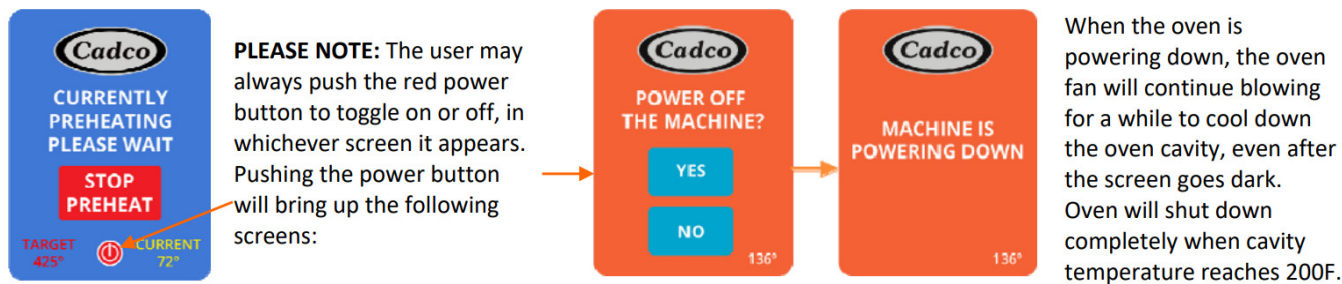 Cadco
CURRENTLY
PREHEATING
PLEASE WAIT
STOP
PREHEAT
TARGET
425°
CURRENT
72°
PLEASE NOTE: The user may
always push the red power
button to toggle on or off, in
whichever screen it appears.
Pushing the power button
will bring up the following
screens:
Cadco
POWER OFF
THE MACHINE?
YES
NO
136°
Cadco
MACHINE IS
POWERING DOWN
136°
When the oven is
powering down, the oven
fan will continue blowing
for a while to cool down
the oven cavity, even after
the screen goes dark.
Oven will shut down
completely when cavity
temperature reaches 200F.